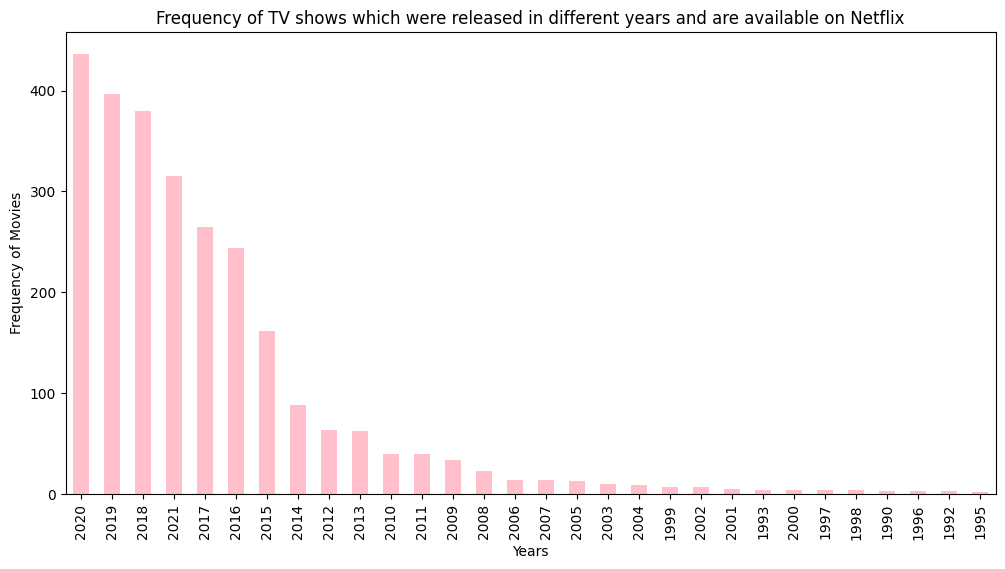 Frequency of TV shows which were released in different years and are available on Netflix
Frequency of Movies
400
300
200
100
0
2020 2019 2018 2021 2017 2016 2015 2014 2012 2013 2010 2011 2009 2008 2006 2007 2005 2003 2004 1999 2002 2001 1993 2000 1997 1998 1990 1996 1992 1995
Years